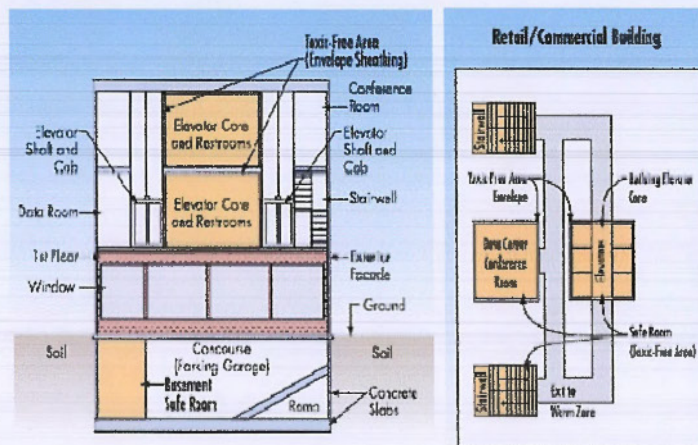 Toxic-Free Area
(Envelope Sheathing)
Conference
Room
Elevator
Shaft and
Cab
Elevator Core
and Restrooms
Elevator
Shaft and
Cab
Elevator Core
and Restrooms
Data Room
Stairwell
1st Floor
Exterior
Facade
Window
Ground
Soil
Concourse
(Parking Garage)
Soil
Basement
Safe Room
Ramp
Concrete
Slabs
Retail/Commercial Building
Stairwell
Toxic-Free Area
Envelope
Building Elevator
Core
Data Center
Conference
Room
Elevators
Safe Room
(Toxic-Free Area)
Stairwell
Exit to
Warm Zone